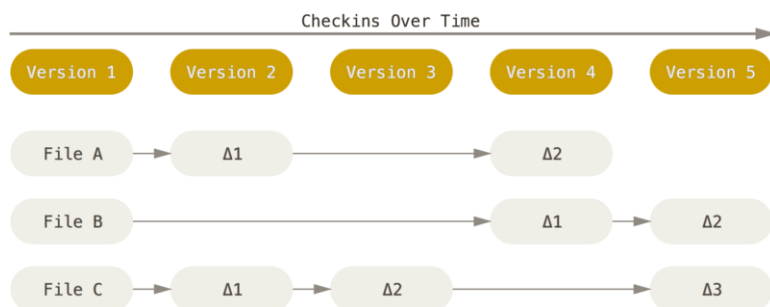 Checkins Over Time
Version 1 Version 2 Version 3 Version 4 Version 5
File A Δ1 Δ2
File B Δ1 Δ2
File C Δ1 Δ2 Δ3